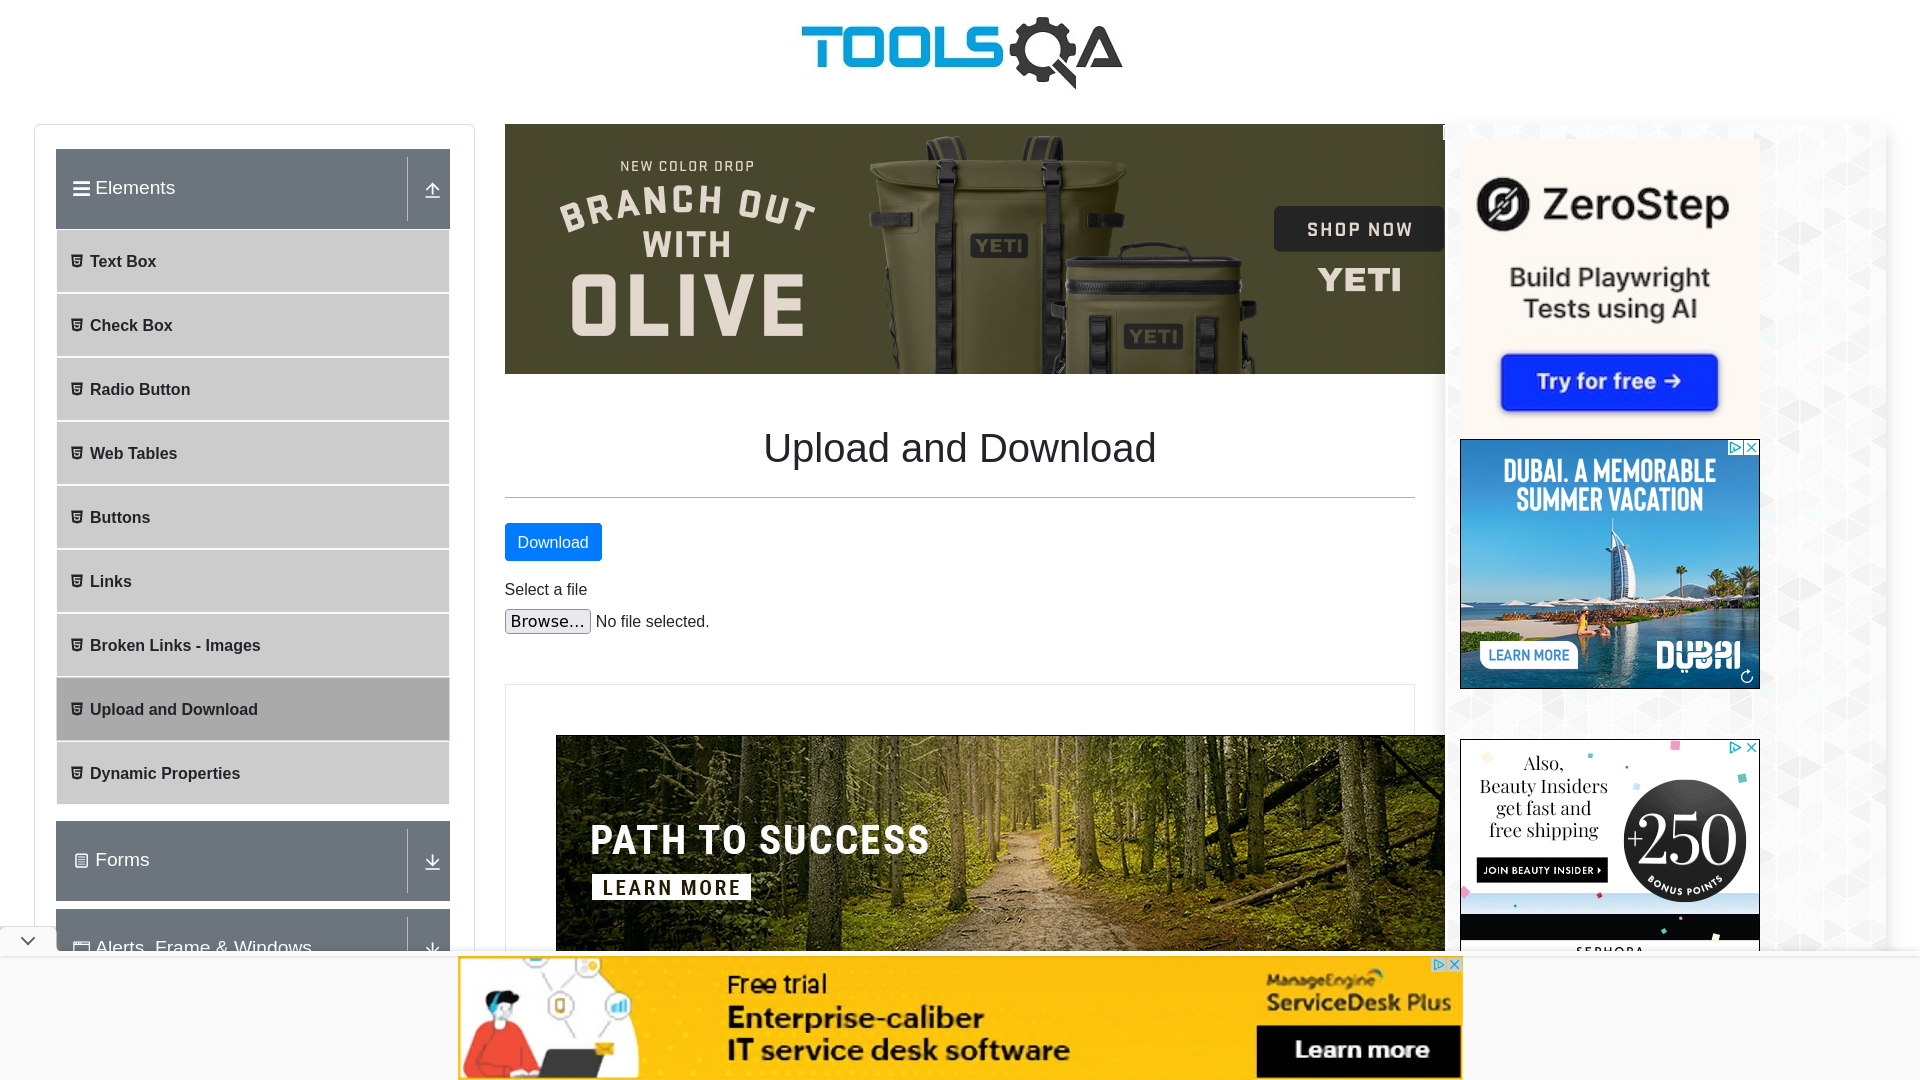 TOOLSQA
Elements
Text Box
Check Box
Radio Button
Web Tables
Buttons
Links
Broken Links - Images
Upload and Download
Dynamic Properties
Forms
Alerts, Frame & Windows
NEW COLOR DROP
BRANCH OUT
WITH
OLIVE
YETI
YETI
SHOP NOW
YETI
Upload and Download
Download
Select a file
Browse... No file selected.
PATH TO SUCCESS
LEARN MORE
ZeroStep
Build Playwright
Tests using AI
Try for free →
DUBAI. A MEMORABLE
SUMMER VACATION
LEARN MORE
DUBAI
Also,
Beauty Insiders
get fast and
free shipping
JOIN BEAUTY INSIDER
+250
BONUS POINTS
SEPHORA
Free trial
Enterprise-caliber
IT service desk software
ManageEngine
ServiceDesk Plus
Learn more